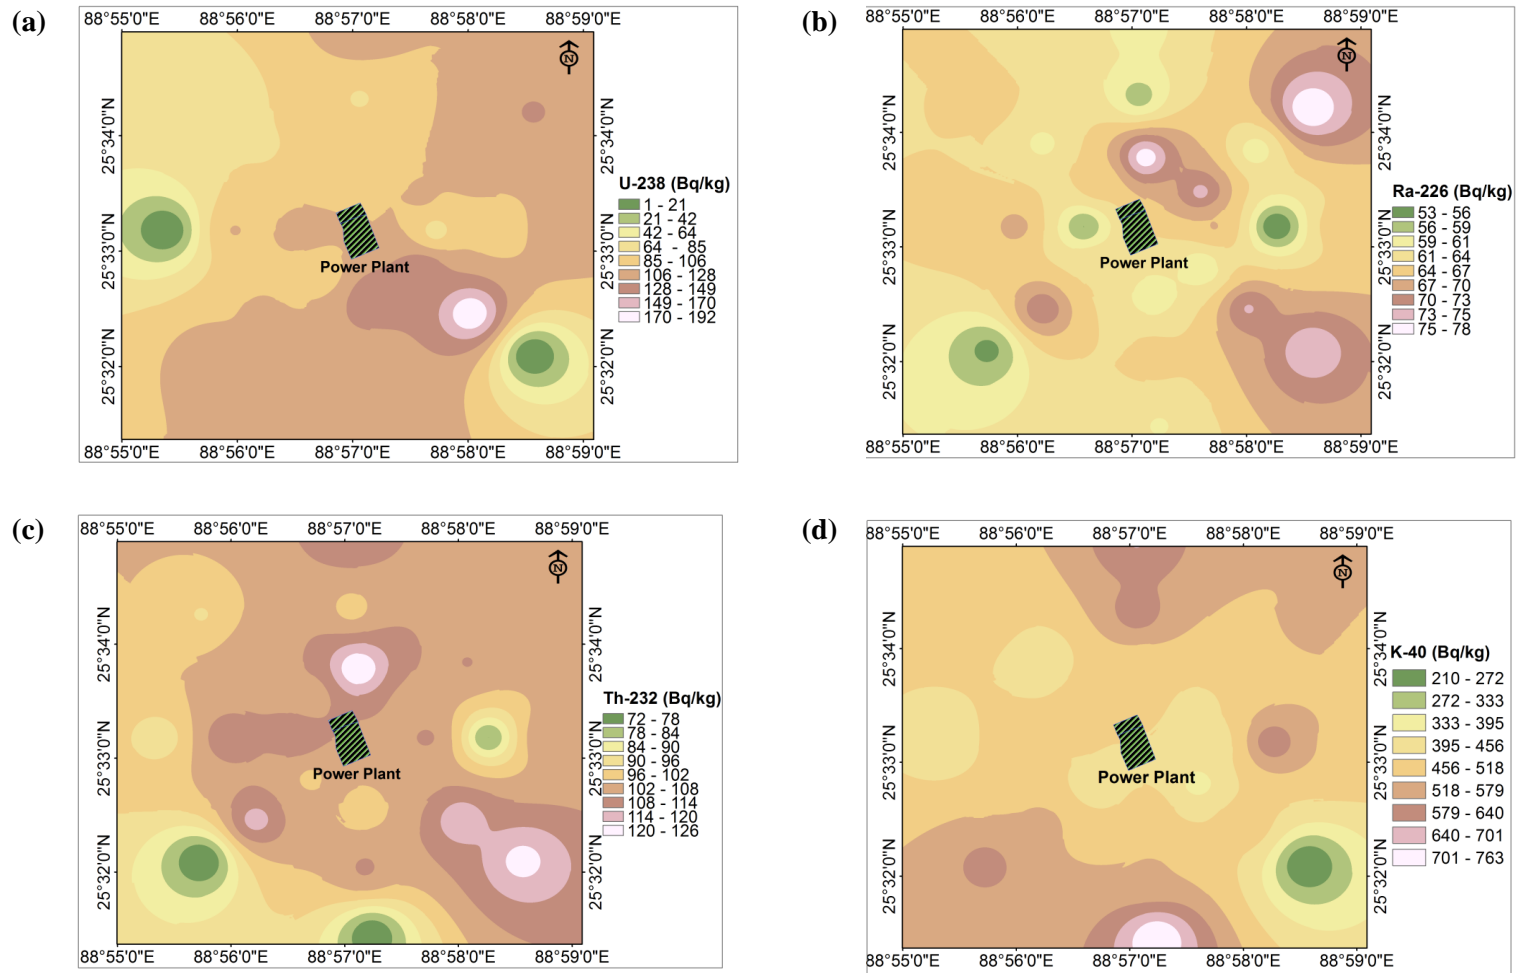 (a)
88°55'0"E 88°56'0"E 88°57'0"E 88°58'0"E 88°59'0"E
N
25°34'0"N 25°34'0"N
25°33'0"N 25°33'0"N
25°32'0"N 25°32'0"N
Power Plant
88°55'0"E 88°56'0"E 88°57'0"E 88°58'0"E 88°59'0"E
U-238 (Bq/kg)
1 - 21
21 - 42
42 - 64
64 - 85
85 - 106
106 - 128
128 - 149
149 - 170
170 - 192
(b)
88°55'0"E 88°56'0"E 88°57'0"E 88°58'0"E 88°59'0"E
N
25°34'0"N 25°34'0"N
25°33'0"N 25°33'0"N
25°32'0"N 25°32'0"N
Power Plant
88°55'0"E 88°56'0"E 88°57'0"E 88°58'0"E 88°59'0"E
Ra-226 (Bq/kg)
53 - 56
56 - 59
59 - 61
61 - 64
64 - 67
67 - 70
70 - 73
73 - 75
75 - 78
(c)
88°55'0"E 88°56'0"E 88°57'0"E 88°58'0"E 88°59'0"E
N
25°34'0"N 25°34'0"N
25°33'0"N 25°33'0"N
25°32'0"N 25°32'0"N
Power Plant
88°55'0"E 88°56'0"E 88°57'0"E 88°58'0"E 88°59'0"E
Th-232 (Bq/kg)
72 - 78
78 - 84
84 - 90
90 - 96
96 - 102
102 - 108
108 - 114
114 - 120
120 - 126
(d)
88°55'0"E 88°56'0"E 88°57'0"E 88°58'0"E 88°59'0"E
N
25°34'0"N 25°34'0"N
25°33'0"N 25°33'0"N
25°32'0"N 25°32'0"N
Power Plant
88°55'0"E 88°56'0"E 88°57'0"E 88°58'0"E 88°59'0"E
K-40 (Bq/kg)
210 - 272
272 - 333
333 - 395
395 - 456
456 - 518
518 - 579
579 - 640
640 - 701
701 - 763